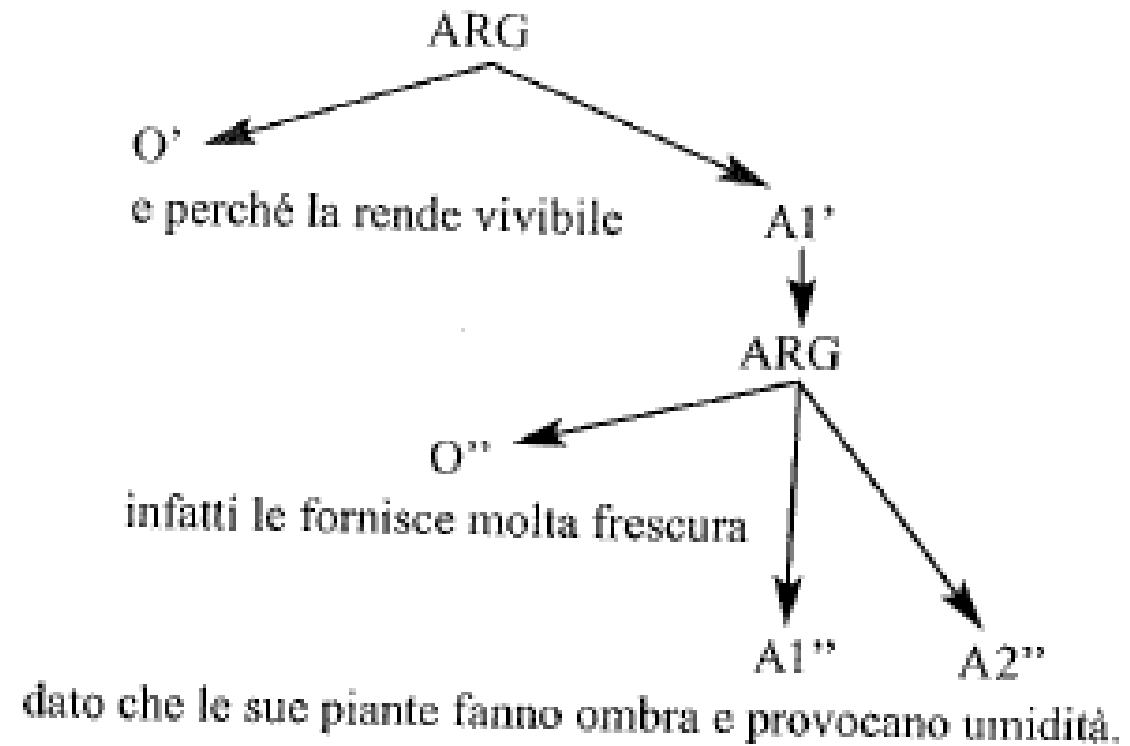 ARG
O’
e perché la rende vivibile
A1’
ARG
O”
infatti le fornisce molta frescura
A1” A2”
dato che le sue piante fanno ombra e provocano umidità.